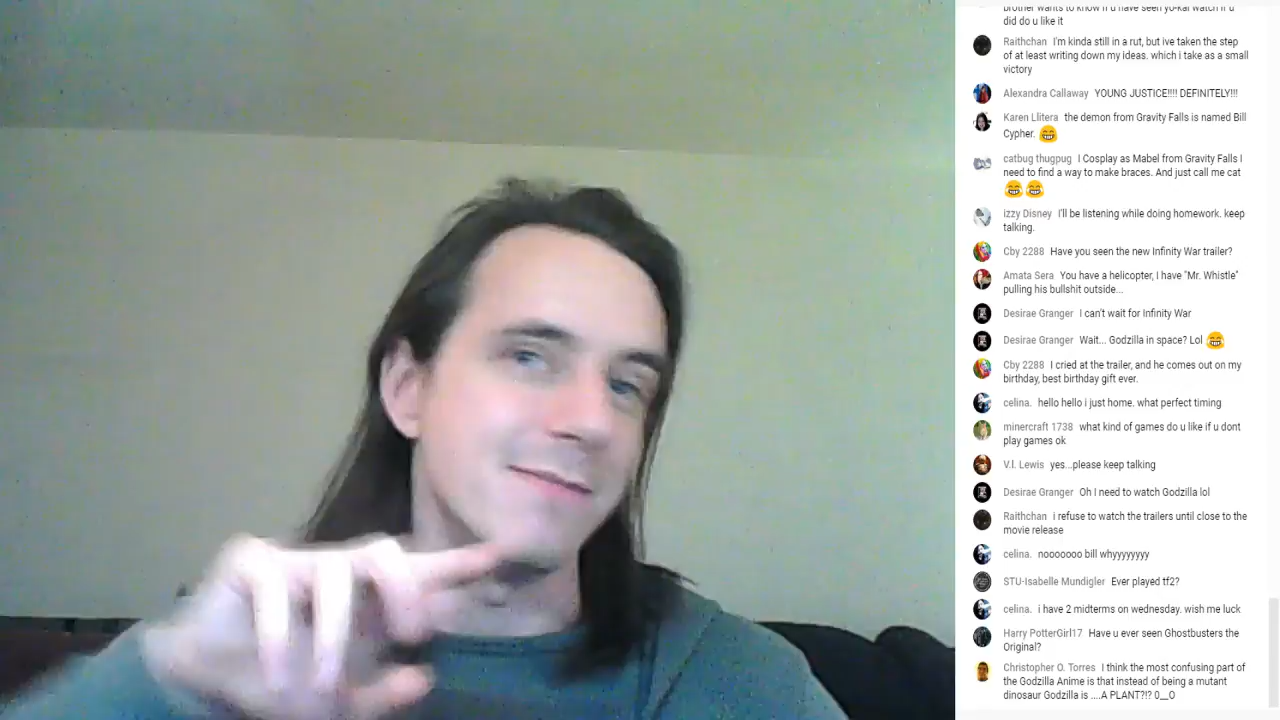 brother wants to know if u have seen yo-kai watch if u
did do u like it
Raithchan I'm kinda still in a rut, but ive taken the step
of at least writing down my ideas. which i take as a small
victory
Alexandra Callaway YOUNG JUSTICE!!!! DEFINITELY!!!
Karen Llitera the demon from Gravity Falls is named Bill
Cypher. 😂
catbug thugpug I Cosplay as Mabel from Gravity Falls I
need to find a way to make braces. And just call me cat
😂😂
izzy Disney I'll be listening while doing homework. keep
talking.
Cby 2288 Have you seen the new Infinity War trailer?
Amata Sera You have a helicopter, I have "Mr. Whistle"
pulling his bullshit outside...
Desirae Granger I can't wait for Infinity War
Desirae Granger Wait... Godzilla in space? Lol 😂
Cby 2288 I cried at the trailer, and he comes out on my
birthday, best birthday gift ever.
celina. hello hello i just home. what perfect timing
minercraft 1738 what kind of games do u like if u dont
play games ok
V.l. Lewis yes...please keep talking
Desirae Granger Oh I need to watch Godzilla lol
Raithchan i refuse to watch the trailers until close to the
movie release
celina. nooooooo bill whyyyyyyy
STU-Isabelle Mundigler Ever played tf2?
celina. i have 2 midterms on wednesday. wish me luck
Harry PotterGirl17 Have u ever seen Ghostbusters the
Original?
Christopher O. Torres I think the most confusing part of
the Godzilla Anime is that instead of being a mutant
dinosaur Godzilla is ....A PLANT?!? 0__O